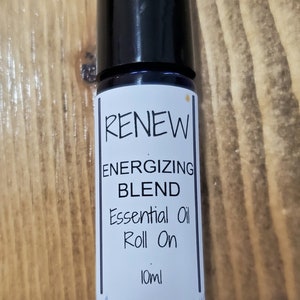 RENEW
ENERGIZING
BLEND
Essential Oil
Roll On
10ml